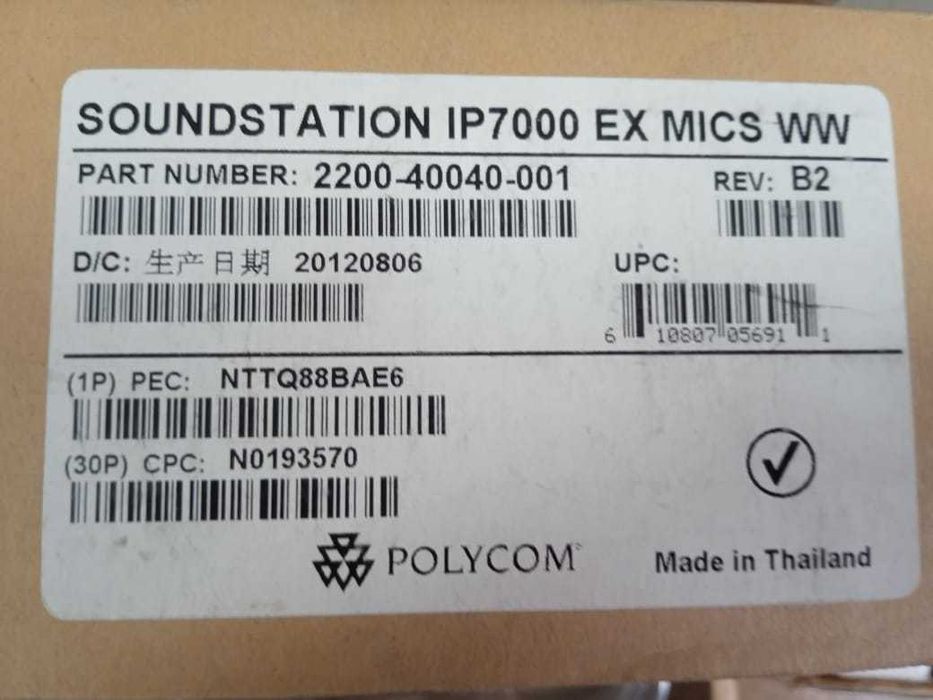 SOUNDSTATION IP7000 EX MICS WW
PART NUMBER: 2200-40040-001 REV: B2
D/C: 生产日期 20120806 UPC:
6 10807 05691 1
(1P) PEC: NTTQ88BAE6
(30P) CPC: N0193570
POLYCOM
Made in Thailand